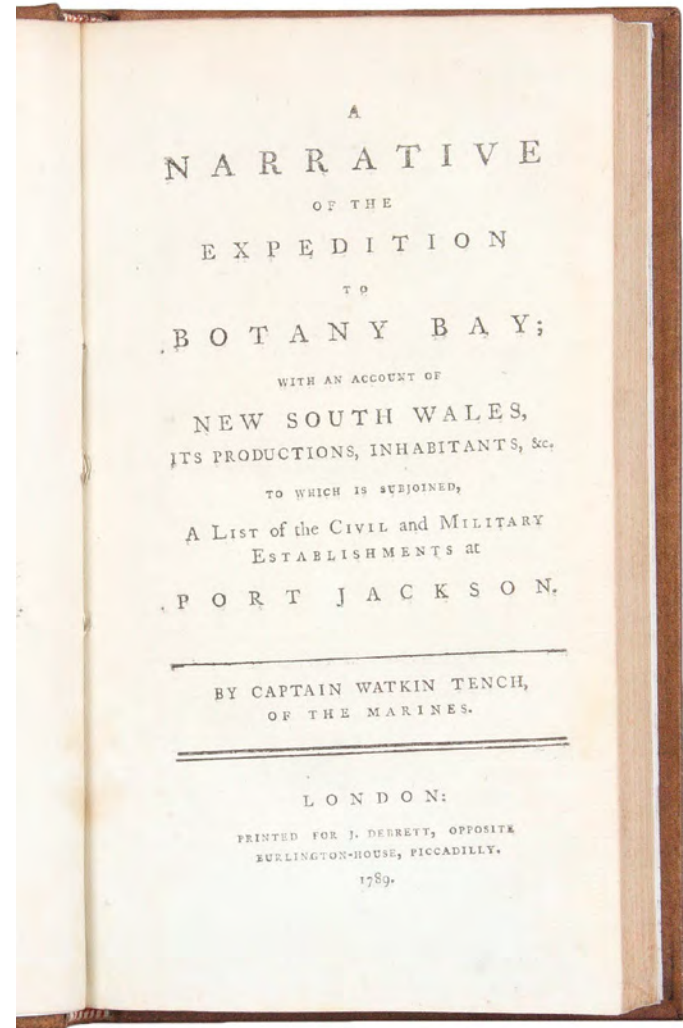 A
NARRATIVE
OF THE
EXPEDITION
TO
BOTANY BAY;
WITH AN ACCOUNT OF
NEW SOUTH WALES,
ITS PRODUCTIONS, INHABITANTS, &c.
TO WHICH IS SUBJOINED,
A LIST of the CIVIL and MILITARY
ESTABLISHMENTS at
PORT JACKSON.
BY CAPTAIN WATKIN TENCH,
OF THE MARINES.
LONDON:
PRINTED FOR J. DEBRETT, OPPOSITE
BURLINGTON-HOUSE, PICCADILLY.
1789.